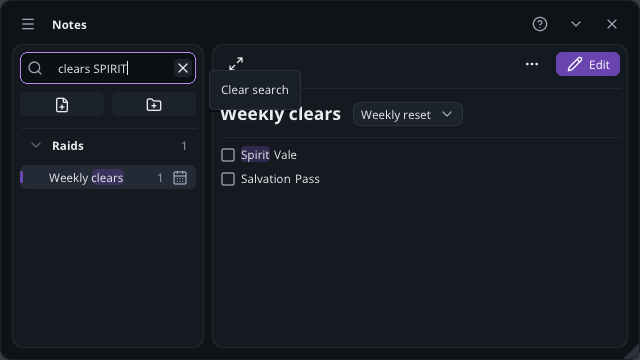 Notes
clears SPIRIT
Edit
Clear search
Weekly clears
Weekly reset
Raids 1
Weekly clears 1
Spirit Vale
Salvation Pass